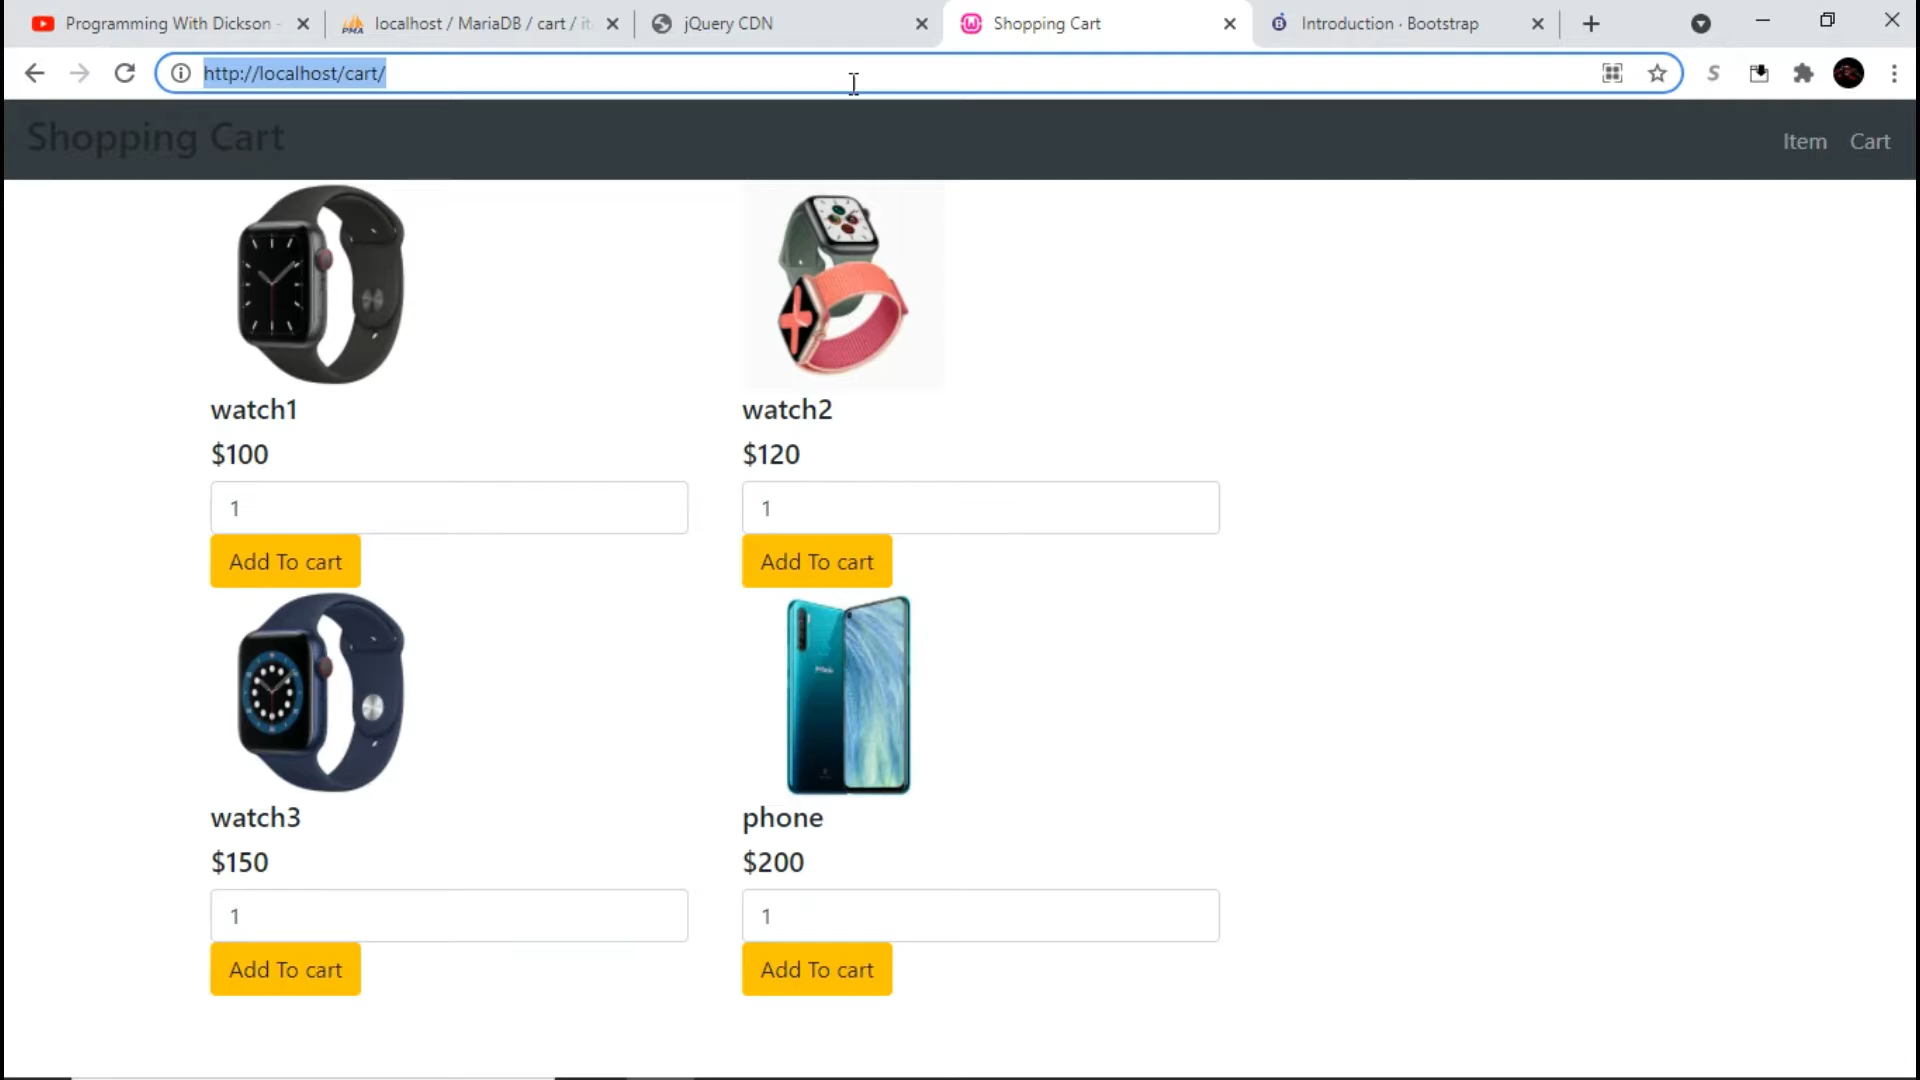 Programming With Dickson -
localhost / MariaDB / cart / it
jQuery CDN
Shopping Cart
Introduction · Bootstrap
http://localhost/cart/
Shopping Cart
Item
Cart
watch1
watch2
$100
$120
1
1
Add To cart
Add To cart
watch3
phone
$150
$200
1
1
Add To cart
Add To cart